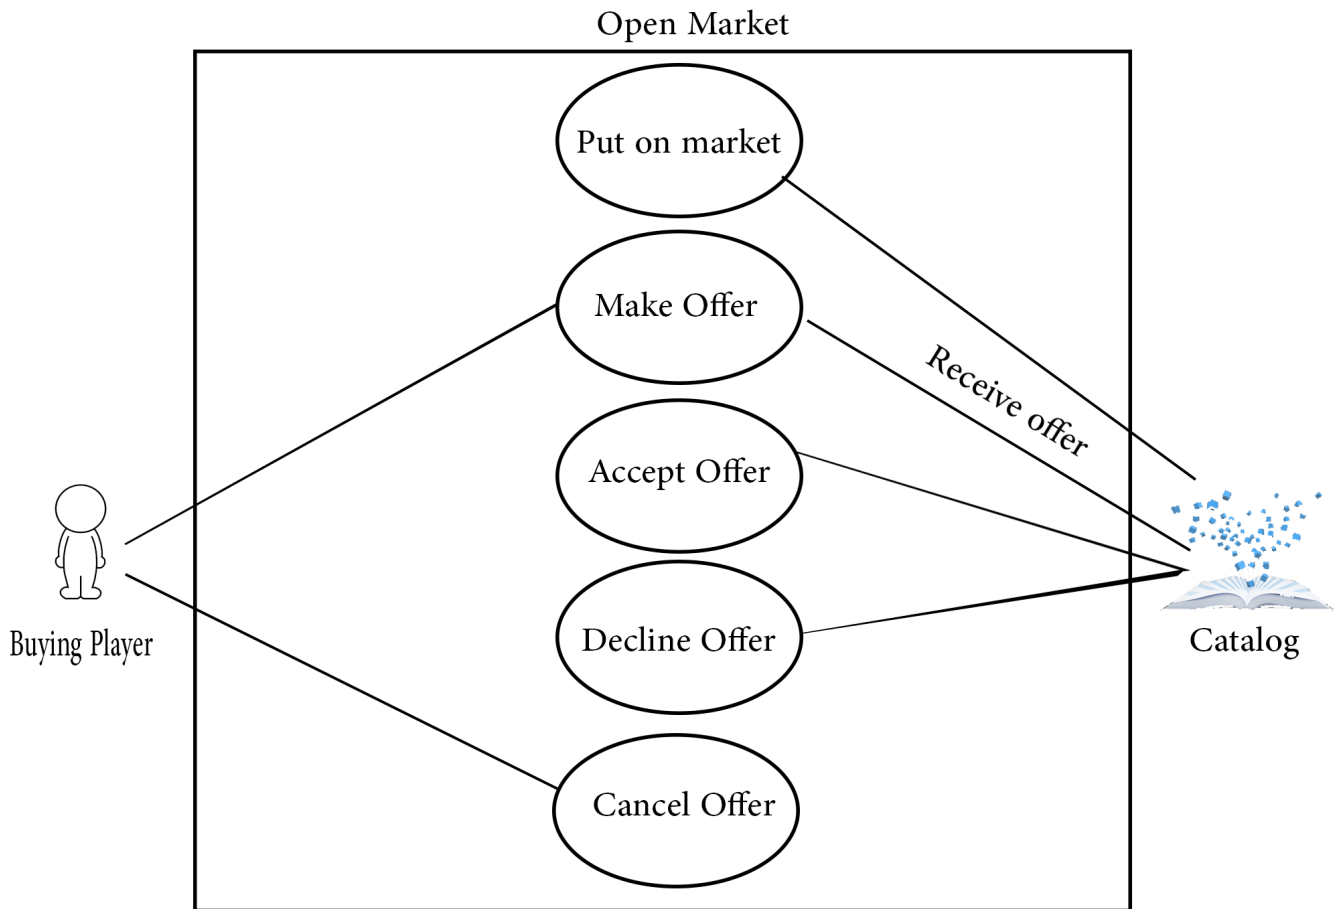 Open Market
Put on market
Make Offer
Receive offer
Accept Offer
Decline Offer
Buying Player
Catalog
Cancel Offer